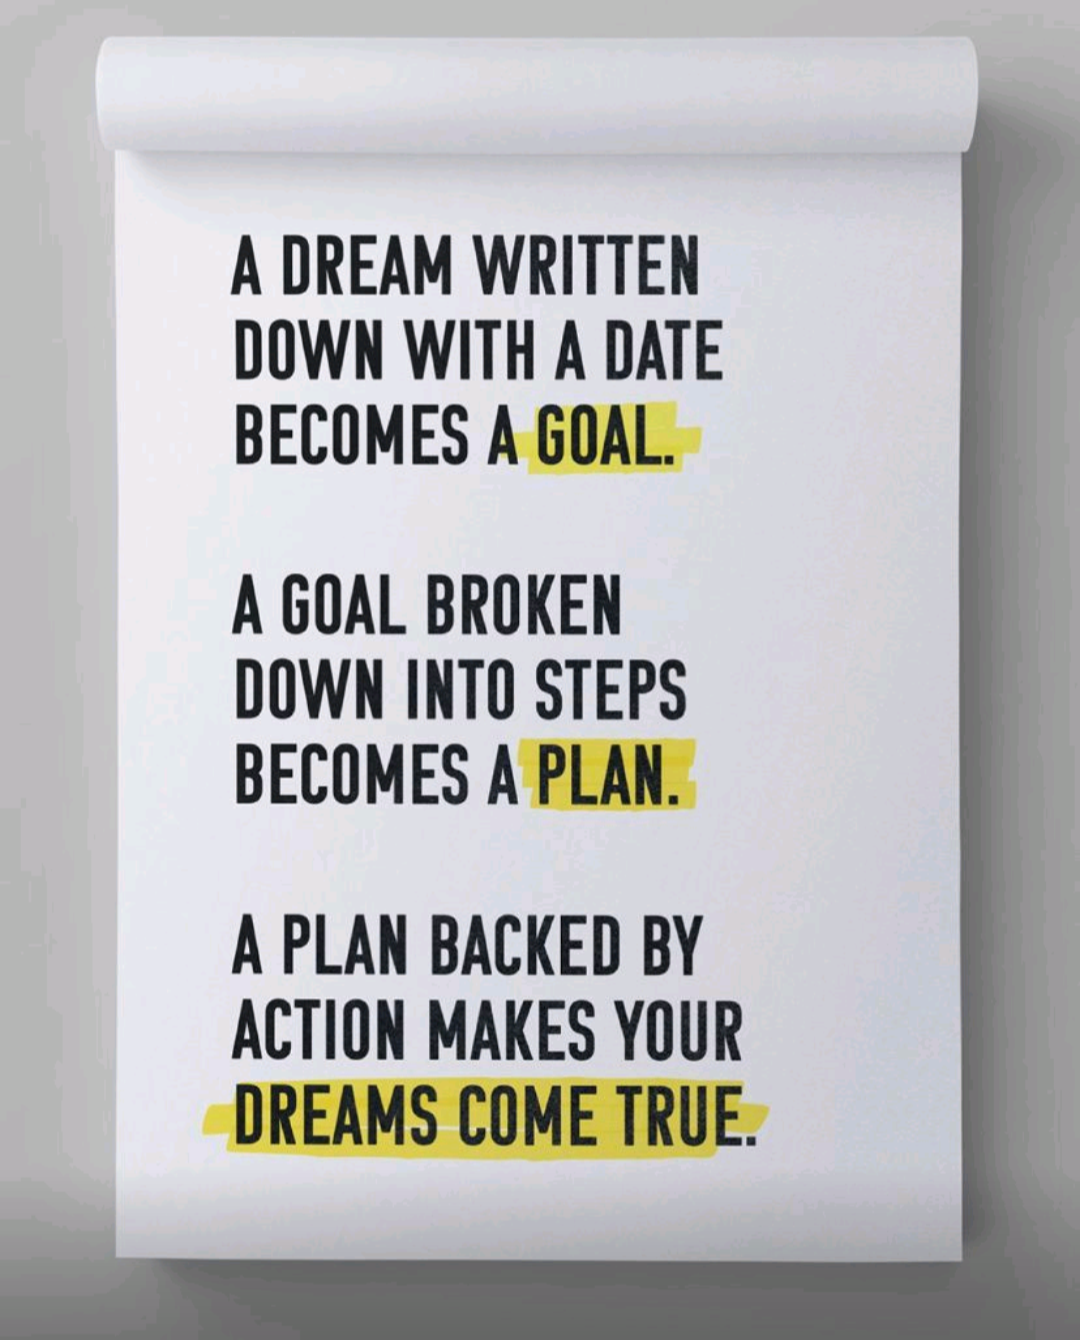 A DREAM WRITTEN
DOWN WITH A DATE
BECOMES A GOAL.
A GOAL BROKEN
DOWN INTO STEPS
BECOMES A PLAN.
A PLAN BACKED BY
ACTION MAKES YOUR
DREAMS COME TRUE.